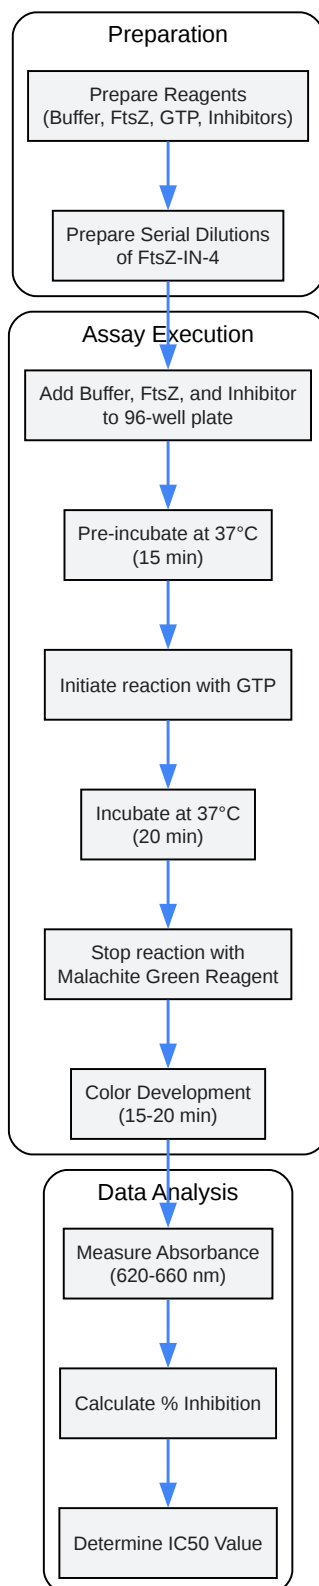 Preparation
Prepare Reagents
(Buffer, FtsZ, GTP, Inhibitors)
Prepare Serial Dilutions
of FtsZ-IN-4
Assay Execution
Add Buffer, FtsZ, and Inhibitor
to 96-well plate
Pre-incubate at 37°C
(15 min)
Initiate reaction with GTP
Incubate at 37°C
(20 min)
Stop reaction with
Malachite Green Reagent
Color Development
(15-20 min)
Data Analysis
Measure Absorbance
(620-660 nm)
Calculate % Inhibition
Determine IC50 Value